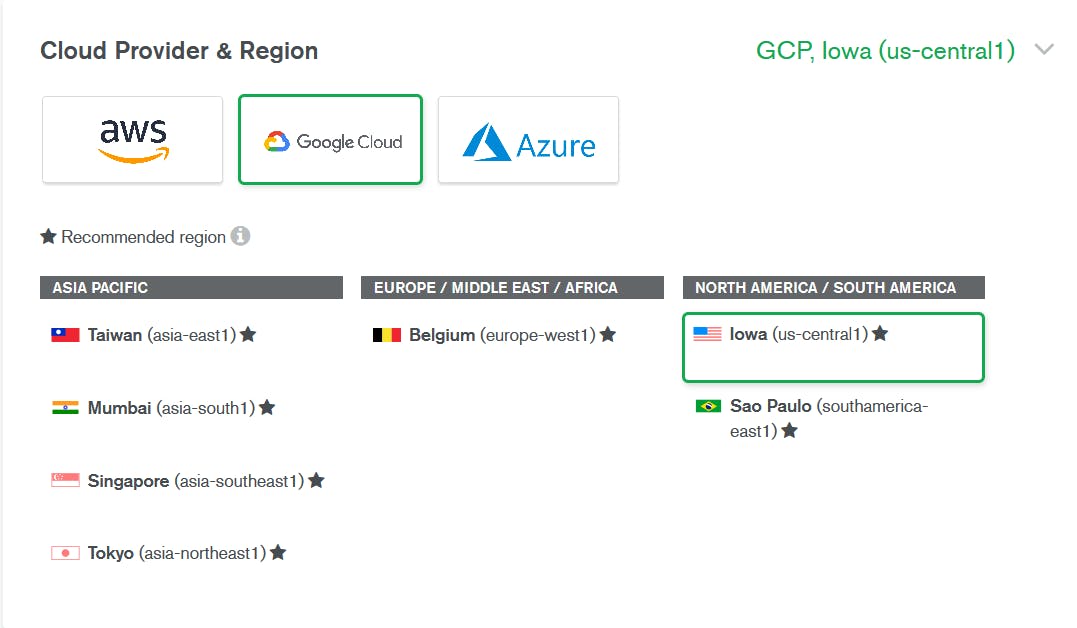 Cloud Provider & Region
GCP, Iowa (us-central1)
aws
Google Cloud
Azure
Recommended region
ASIA PACIFIC
Taiwan (asia-east1)
Mumbai (asia-south1)
Singapore (asia-southeast1)
Tokyo (asia-northeast1)
EUROPE / MIDDLE EAST / AFRICA
Belgium (europe-west1)
NORTH AMERICA / SOUTH AMERICA
Iowa (us-central1)
Sao Paulo (southamerica-
east1)